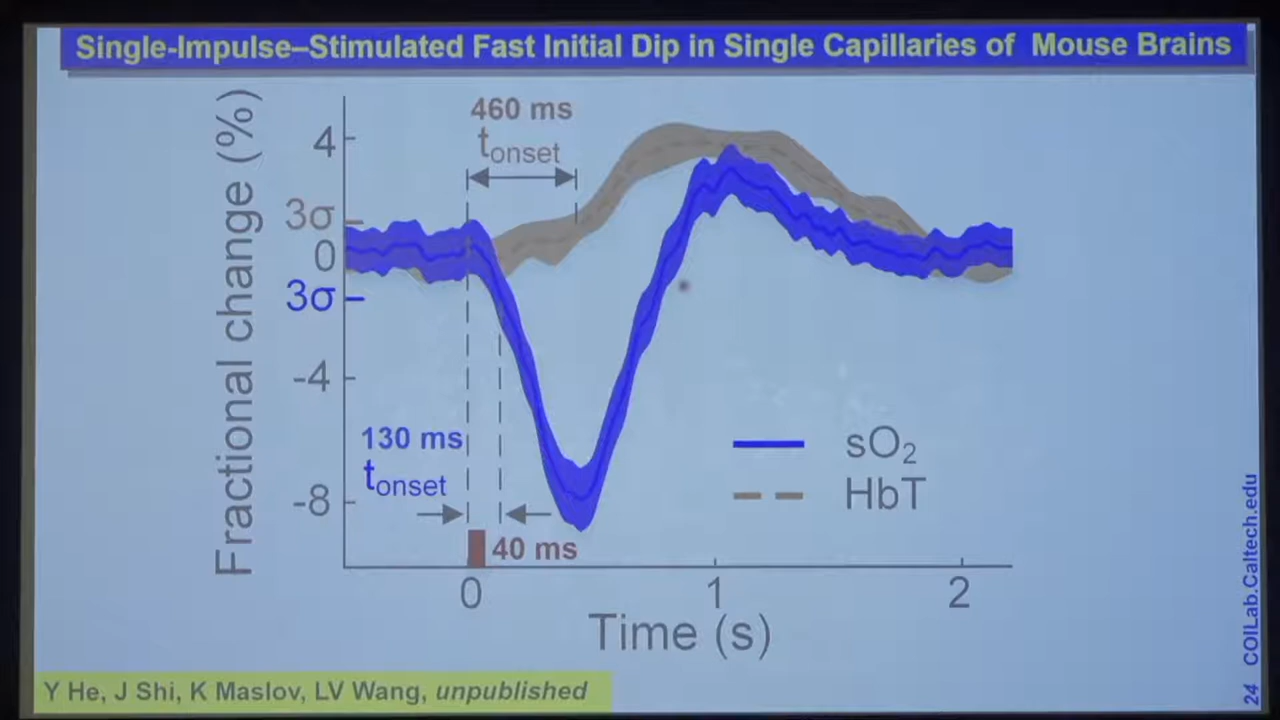 Single-Impulse–Stimulated Fast Initial Dip in Single Capillaries of Mouse Brains
Fractional change (%)
4
3σ
0
3σ
-4
-8
460 ms
tonset
130 ms
tonset
40 ms
sO₂
HbT
0
1
2
Time (s)
Y He, J Shi, K Maslov, LV Wang, unpublished
24 COILab.Caltech.edu